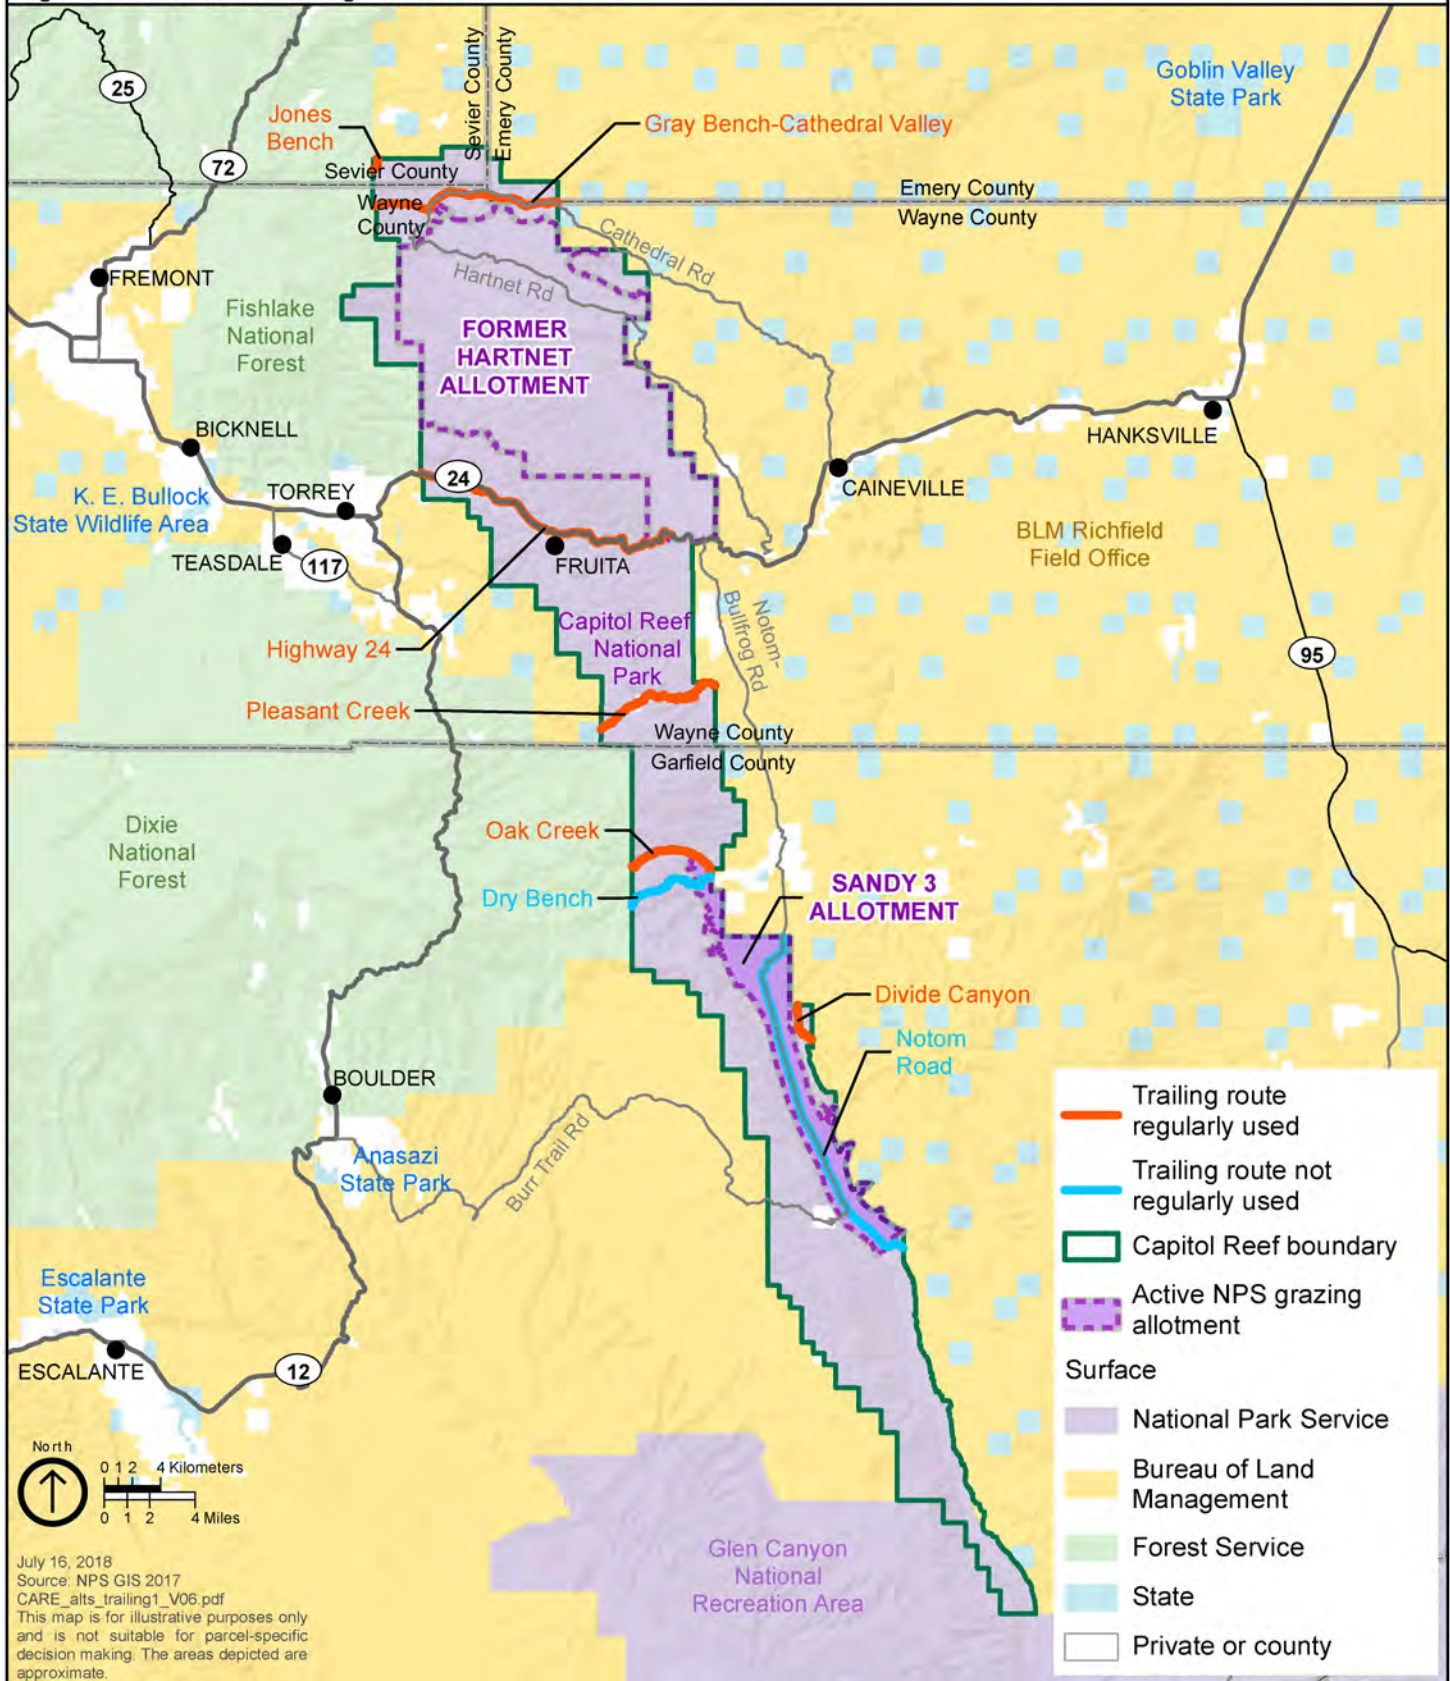 25
72
Jones
Bench
Sevier County
Emery County
Gray Bench-Cathedral Valley
Goblin Valley
State Park
Sevier County
Wayne
County
Emery County
Wayne County
Cathedral Rd
Hartnet Rd
FREMONT
Fishlake
National
Forest
FORMER
HARTNET
ALLOTMENT
BICKNELL
HANKSVILLE
K. E. Bullock
State Wildlife Area
TORREY
24
CAINEVILLE
TEASDALE
117
FRUITA
BLM Richfield
Field Office
Notom-
Bullfrog Rd
Capitol Reef
National
Park
Highway 24
95
Pleasant Creek
Wayne County
Garfield County
Dixie
National
Forest
Oak Creek
Dry Bench
SANDY 3
ALLOTMENT
Divide Canyon
Notom
Road
BOULDER
Anasazi
State Park
Burr Trail Rd
Escalante
State Park
ESCALANTE
12
Glen Canyon
National
Recreation Area
Trailing route
regularly used
Trailing route not
regularly used
Capitol Reef boundary
Active NPS grazing
allotment
Surface
National Park Service
Bureau of Land
Management
Forest Service
State
Private or county
North
0 1 2 4 Kilometers
0 1 2 4 Miles
July 16, 2018
Source: NPS GIS 2017
CARE_alts_trailing1_V06.pdf
This map is for illustrative purposes only
and is not suitable for parcel-specific
decision making. The areas depicted are
approximate.